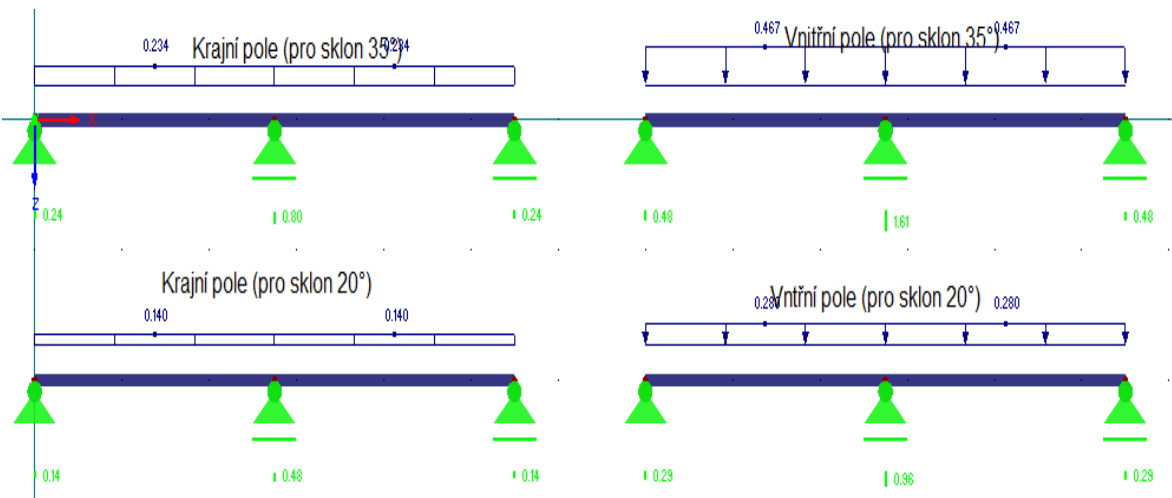 Krajní pole (pro sklon 35°)
0.234 0.234
X
Z
0.24 0.80 0.24
Vnitřní pole (pro sklon 35°)
0.467 0.467
0.48 1.61 0.48
Krajní pole (pro sklon 20°)
0.140 0.140
0.14 0.48 0.14
Vntřní pole (pro sklon 20°)
0.280 0.280
0.29 0.96 0.29